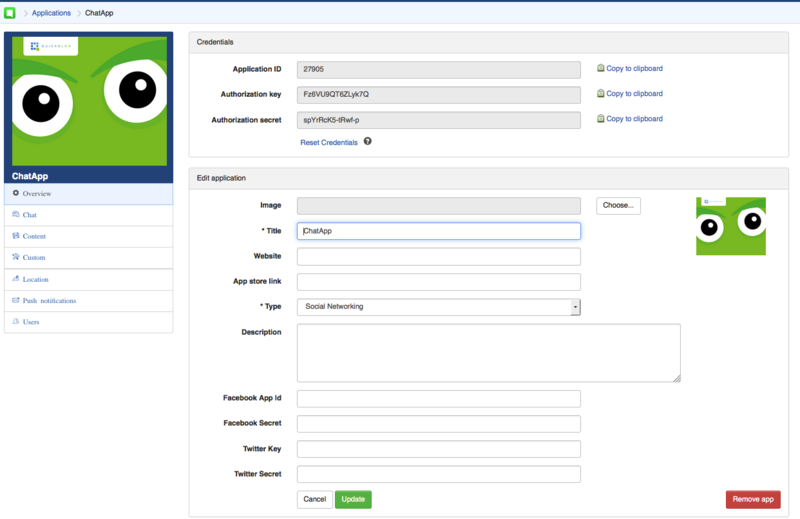 Applications
ChatApp
QUICKBLOX
ChatApp
Overview
Chat
Content
Custom
Location
Push notifications
Users
Credentials
Application ID 27905 Copy to clipboard
Authorization key Fz6VU9QT6ZLyk7Q Copy to clipboard
Authorization secret spYrRcK5-tRwf-p Copy to clipboard
Reset Credentials ?
Edit application
Image Choose...
* Title ChatApp
Website
App store link
* Type Social Networking
Description
Facebook App Id
Facebook Secret
Twitter Key
Twitter Secret
Cancel Update Remove app